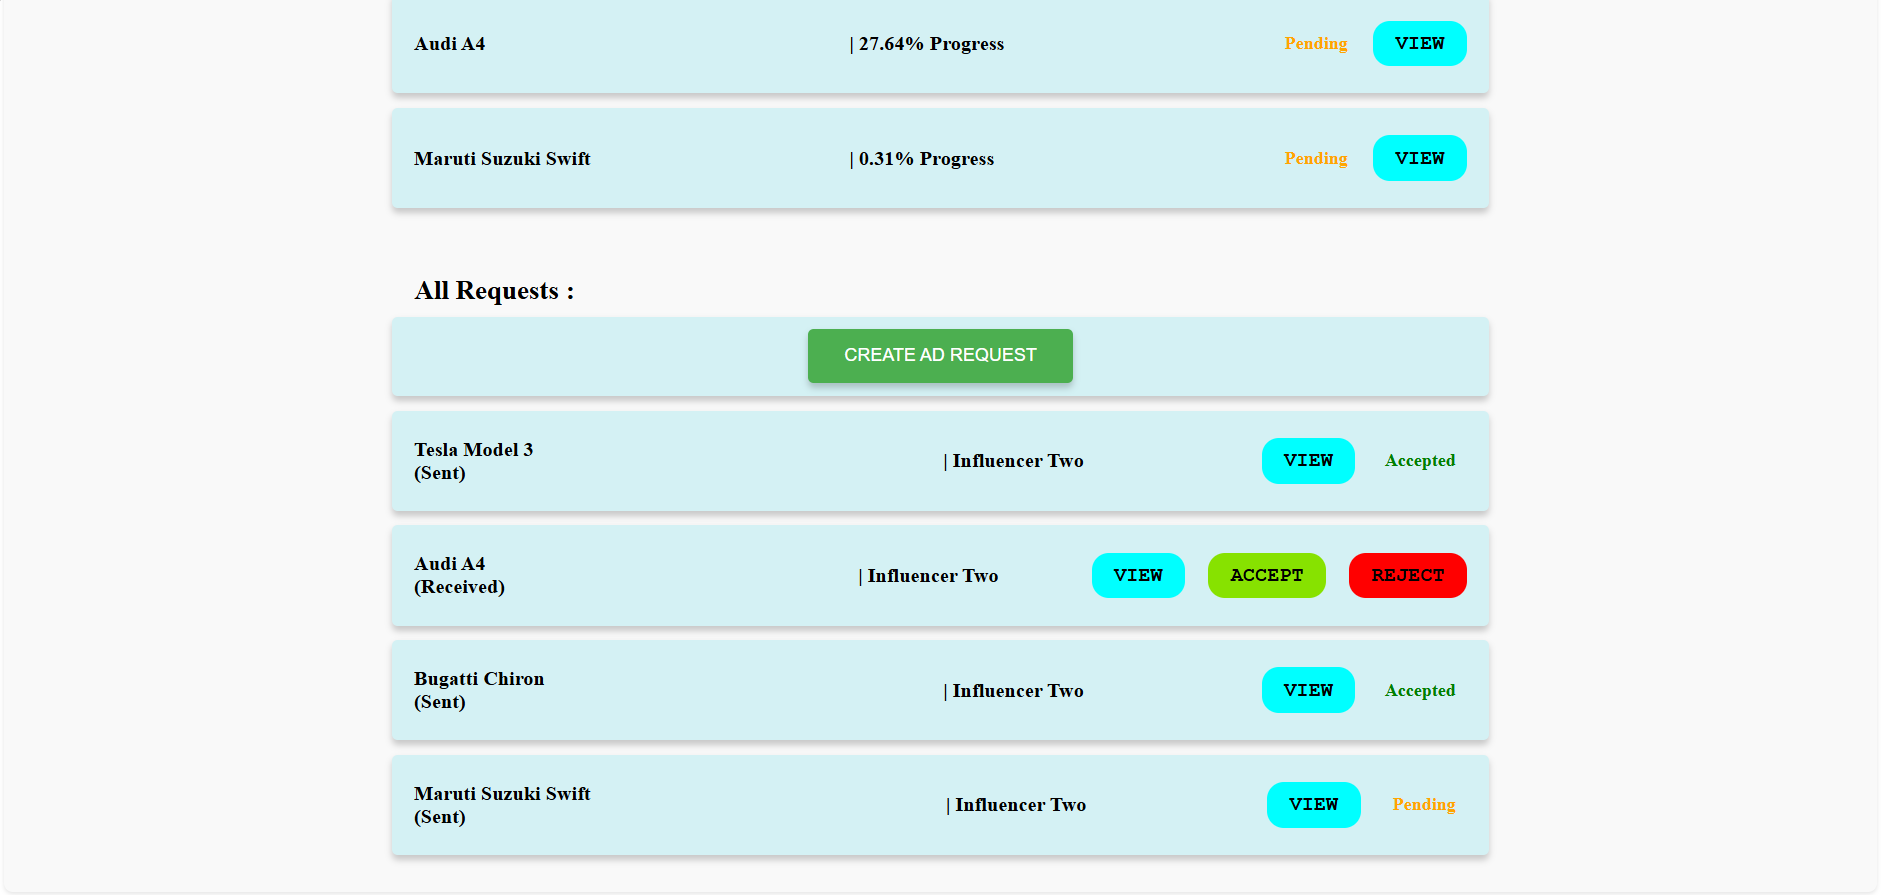 Audi A4 | 27.64% Progress Pending VIEW
Maruti Suzuki Swift | 0.31% Progress Pending VIEW
All Requests :
CREATE AD REQUEST
Tesla Model 3
(Sent)
| Influencer Two VIEW Accepted
Audi A4
(Received)
| Influencer Two VIEW ACCEPT REJECT
Bugatti Chiron
(Sent)
| Influencer Two VIEW Accepted
Maruti Suzuki Swift
(Sent)
| Influencer Two VIEW Pending